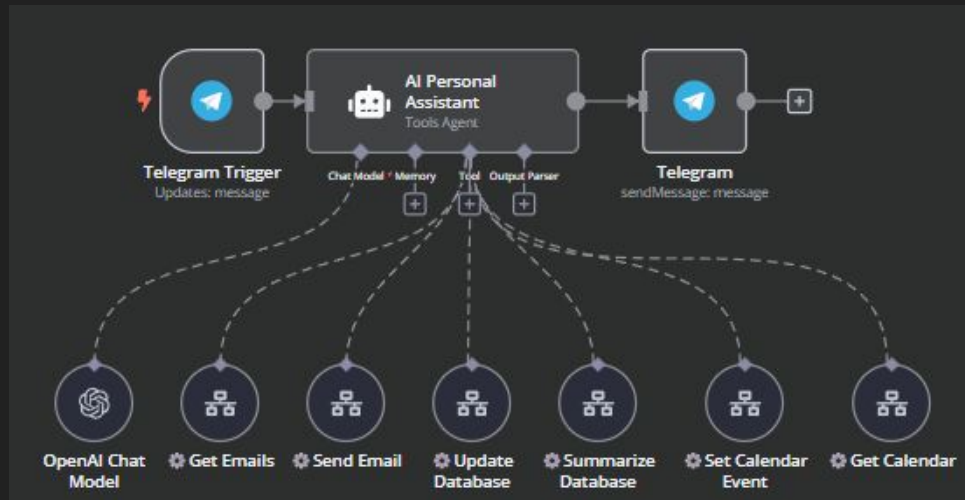 AI Personal
Assistant
Tools Agent
Telegram Trigger
Updates: message
Chat Model *
Memory
Tool
Output Parser
Telegram
sendMessage: message
OpenAI Chat
Model
Get Emails
Send Email
Update
Database
Summarize
Database
Set Calendar
Event
Get Calendar